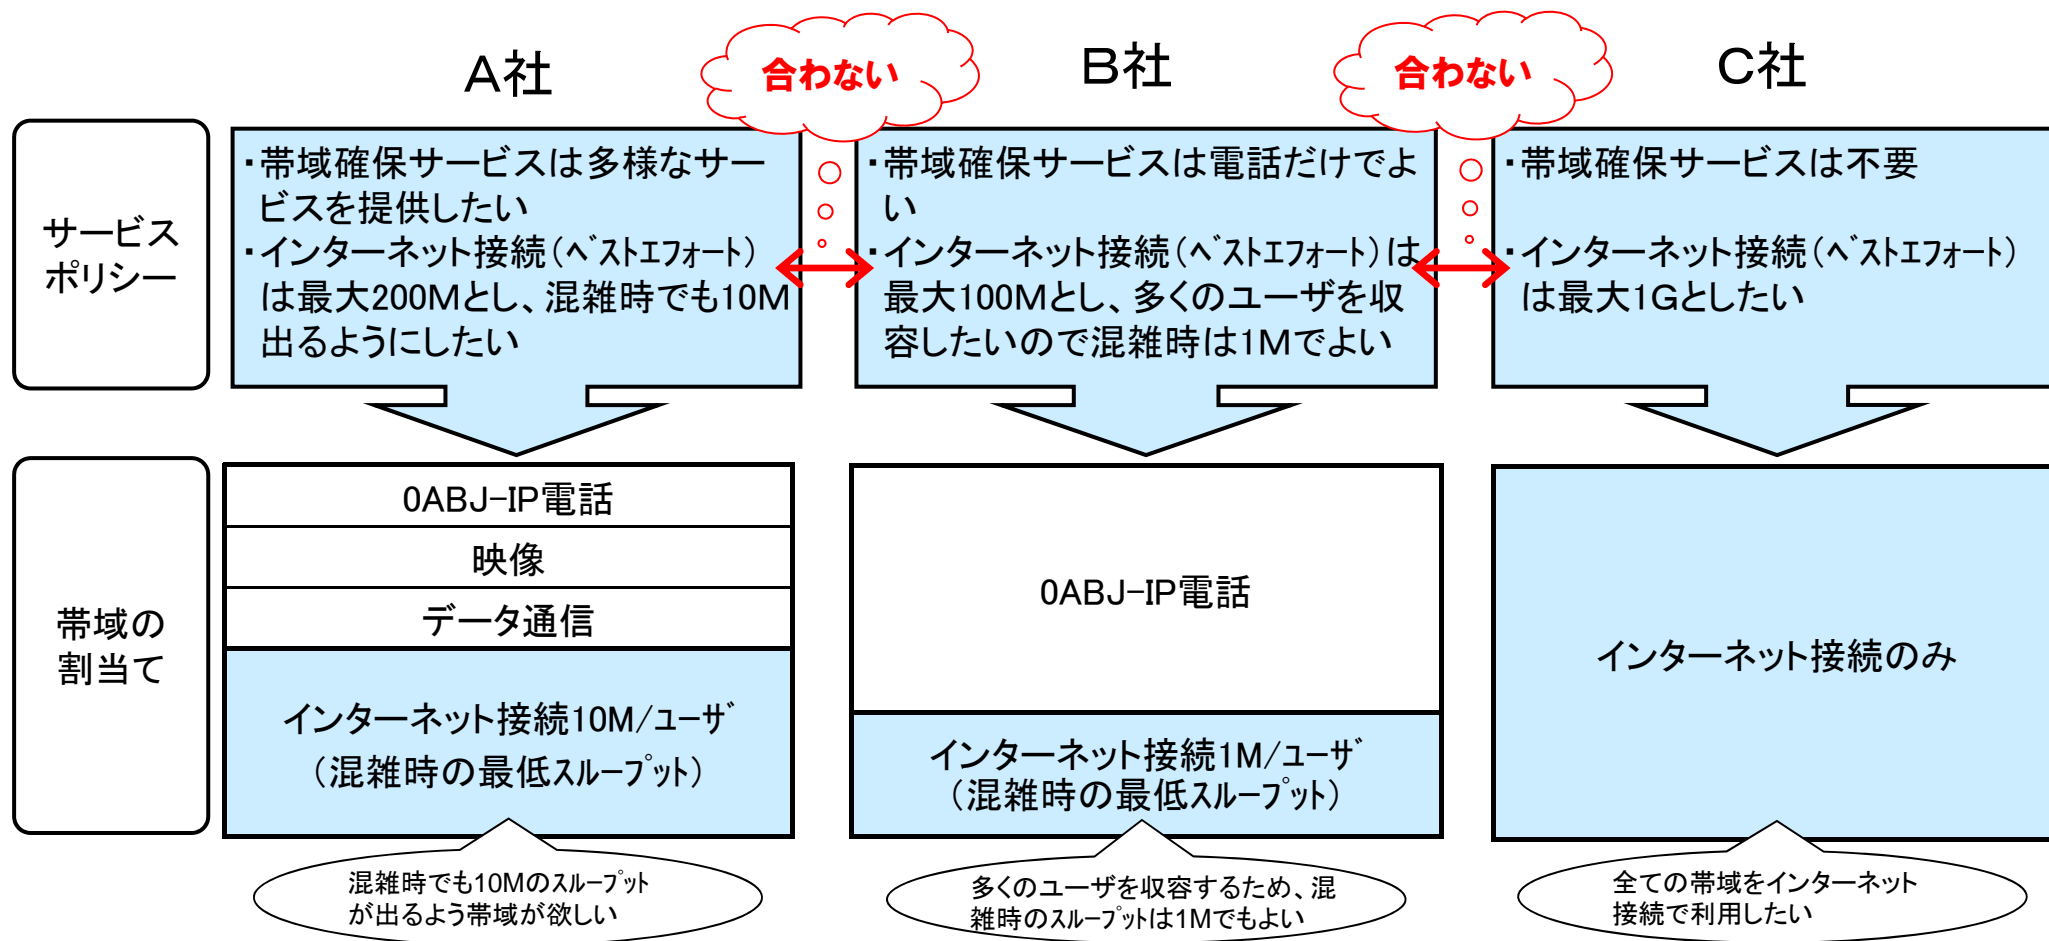 A社
合わない
B社
合わない
C社
サービス
ポリシー
・帯域確保サービスは多様なサー
ビスを提供したい
・インターネット接続(ﾍﾞｽﾄｴﾌｫｰﾄ)
は最大200Mとし、混雑時でも10M
出るようにしたい
・帯域確保サービスは電話だけでよ
い
・インターネット接続(ﾍﾞｽﾄｴﾌｫｰﾄ)は
最大100Mとし、多くのユーザを収
容したいので混雑時は1Mでよい
・帯域確保サービスは不要
・インターネット接続(ﾍﾞｽﾄｴﾌｫｰﾄ)
は最大1Gとしたい
帯域の
割当て
0ABJ-IP電話
映像
データ通信
インターネット接続10M/ﾕｰｻﾞ
(混雑時の最低ｽﾙｰﾌﾟｯﾄ)
0ABJ-IP電話
インターネット接続1M/ﾕｰｻﾞ
(混雑時の最低ｽﾙｰﾌﾟｯﾄ)
インターネット接続のみ
混雑時でも10Mのｽﾙｰﾌﾟｯﾄ
が出るよう帯域が欲しい
多くのユーザを収容するため、混
雑時のｽﾙｰﾌﾟｯﾄは1Mでもよい
全ての帯域をインターネット
接続で利用したい